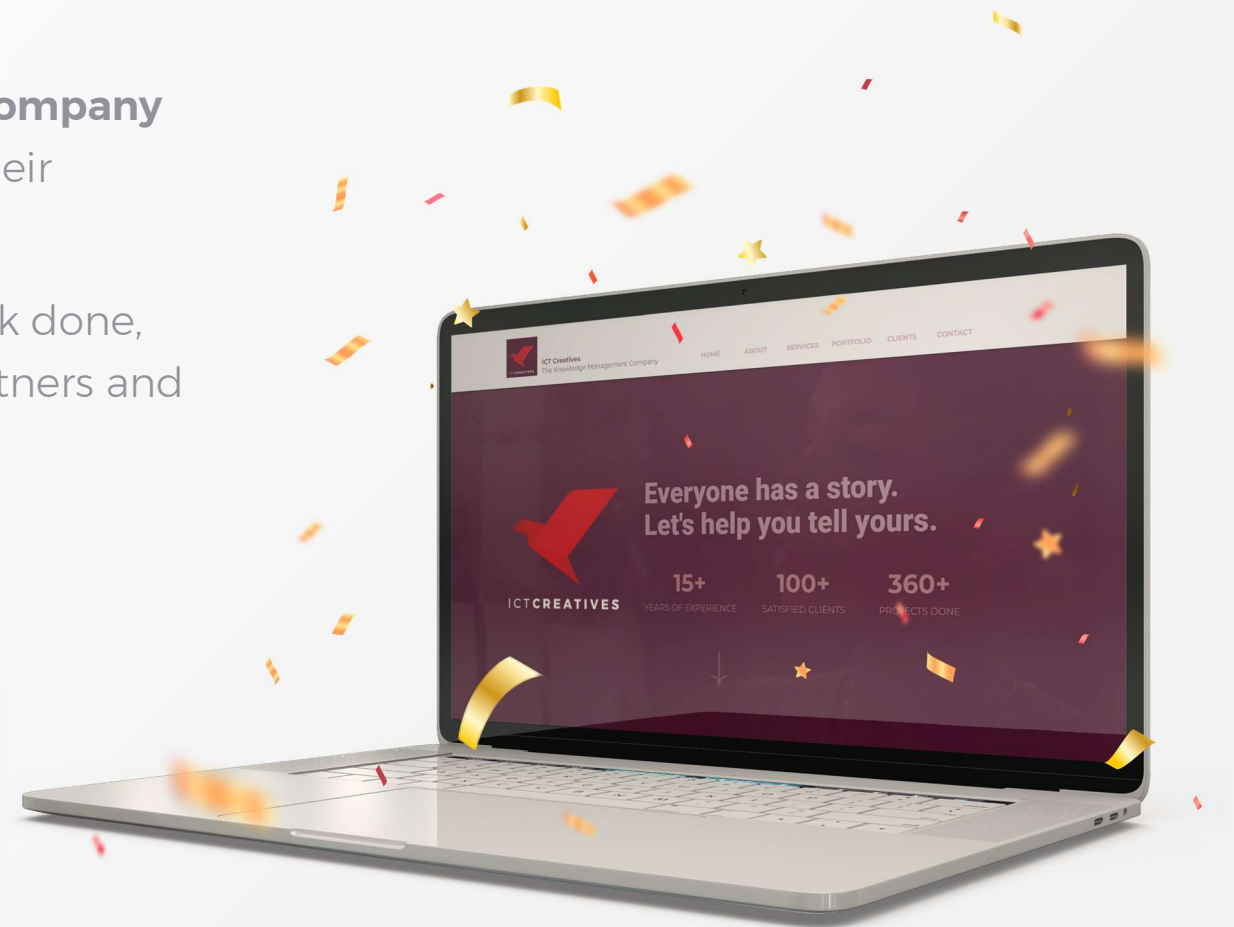 ompany
eir
k done,
tners and
ICT Creatives
The Knowledge Management Company
HOME ABOUT SERVICES PORTFOLIO CLIENTS CONTACT
Everyone has a story.
Let's help you tell yours.
ICTCREATIVES
15+ 100+ 360+
YEARS OF EXPERIENCE SATISFIED CLIENTS PROJECTS DONE